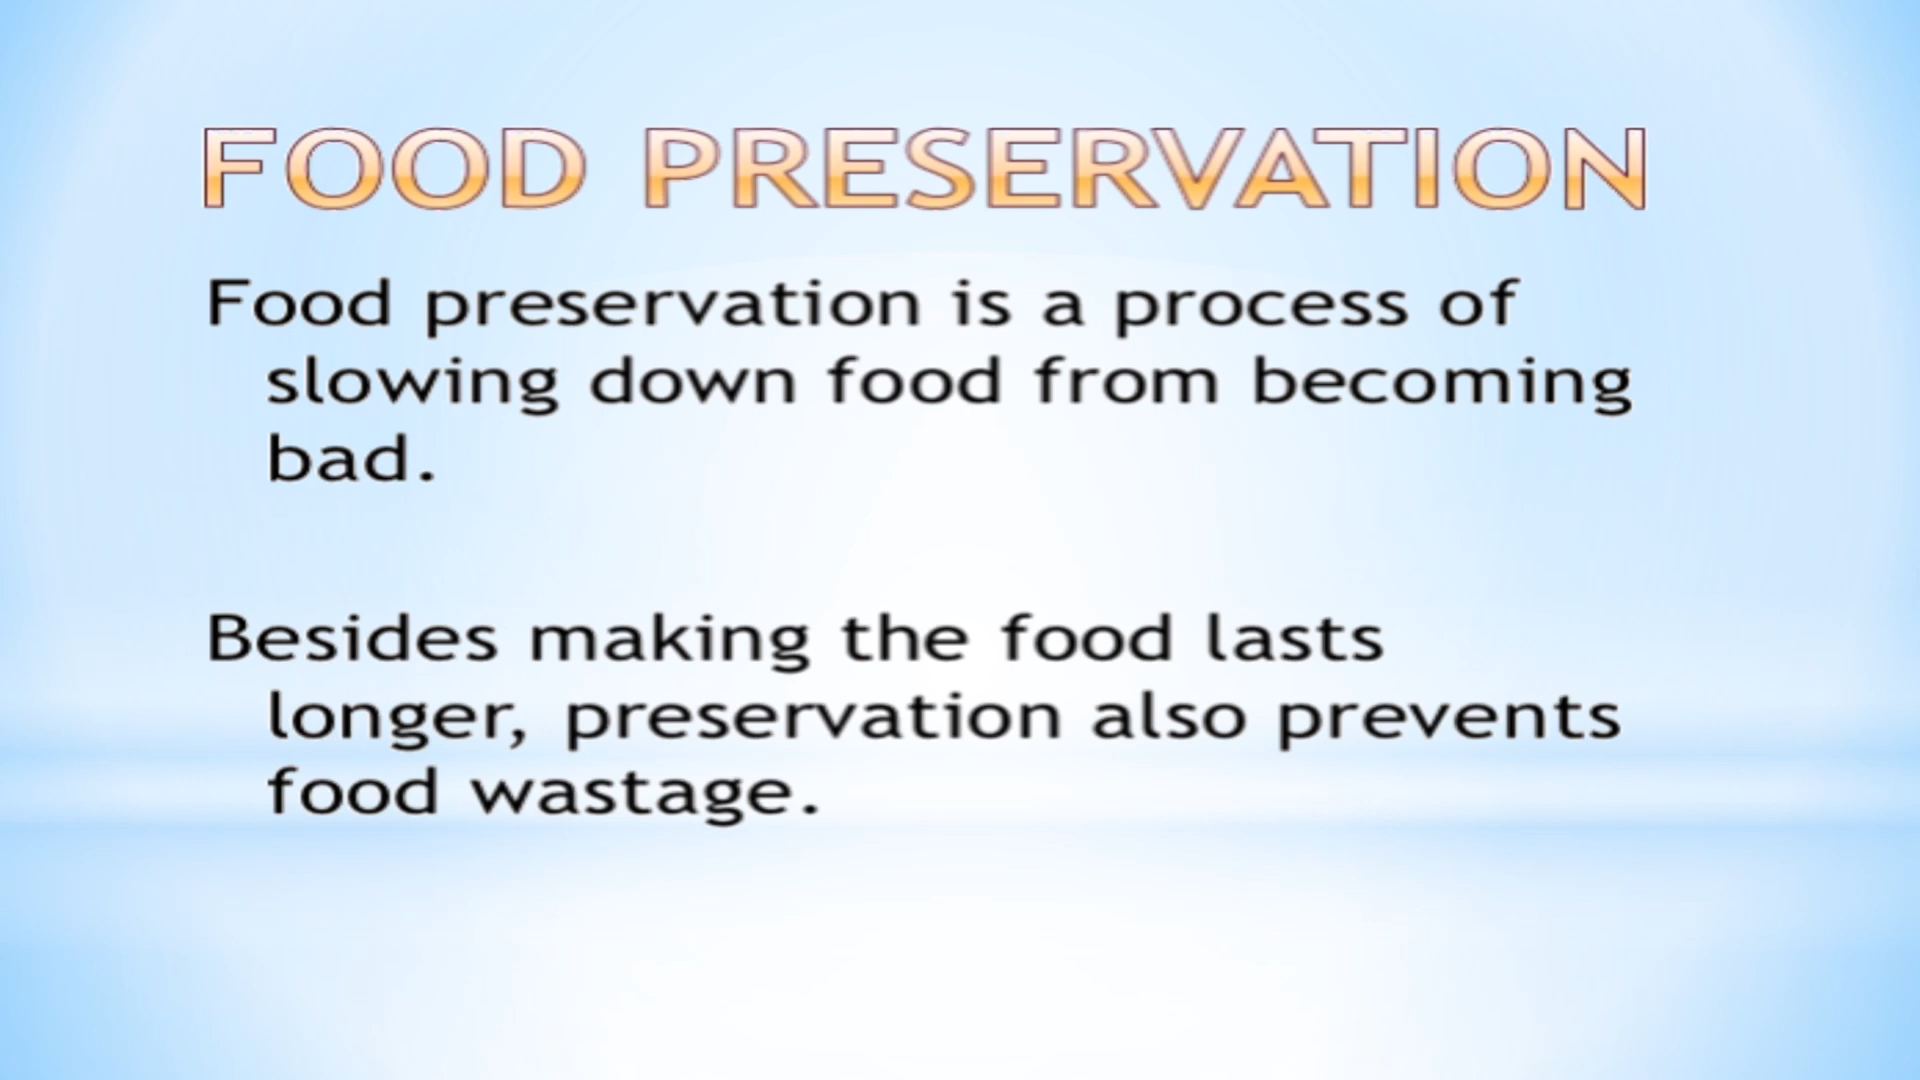 FOOD PRESERVATION
Food preservation is a process of
slowing down food from becoming
bad.
Besides making the food lasts
longer, preservation also prevents
food wastage.